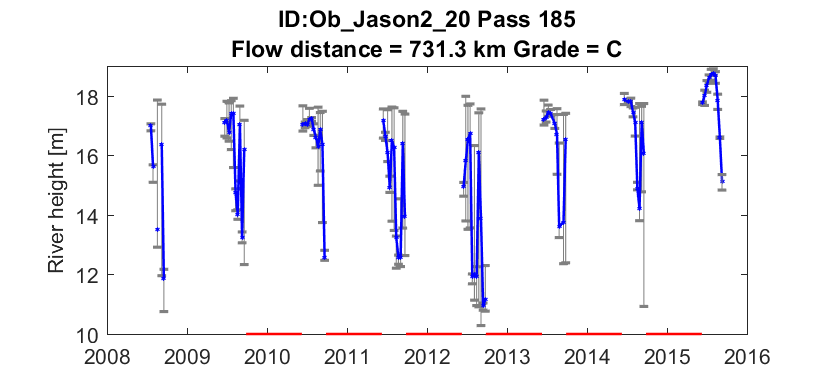 ID:Ob_Jason2_20 Pass 185
Flow distance = 731.3 km Grade = C
River height [m]
18
16
14
12
10
2008 2009 2010 2011 2012 2013 2014 2015 2016